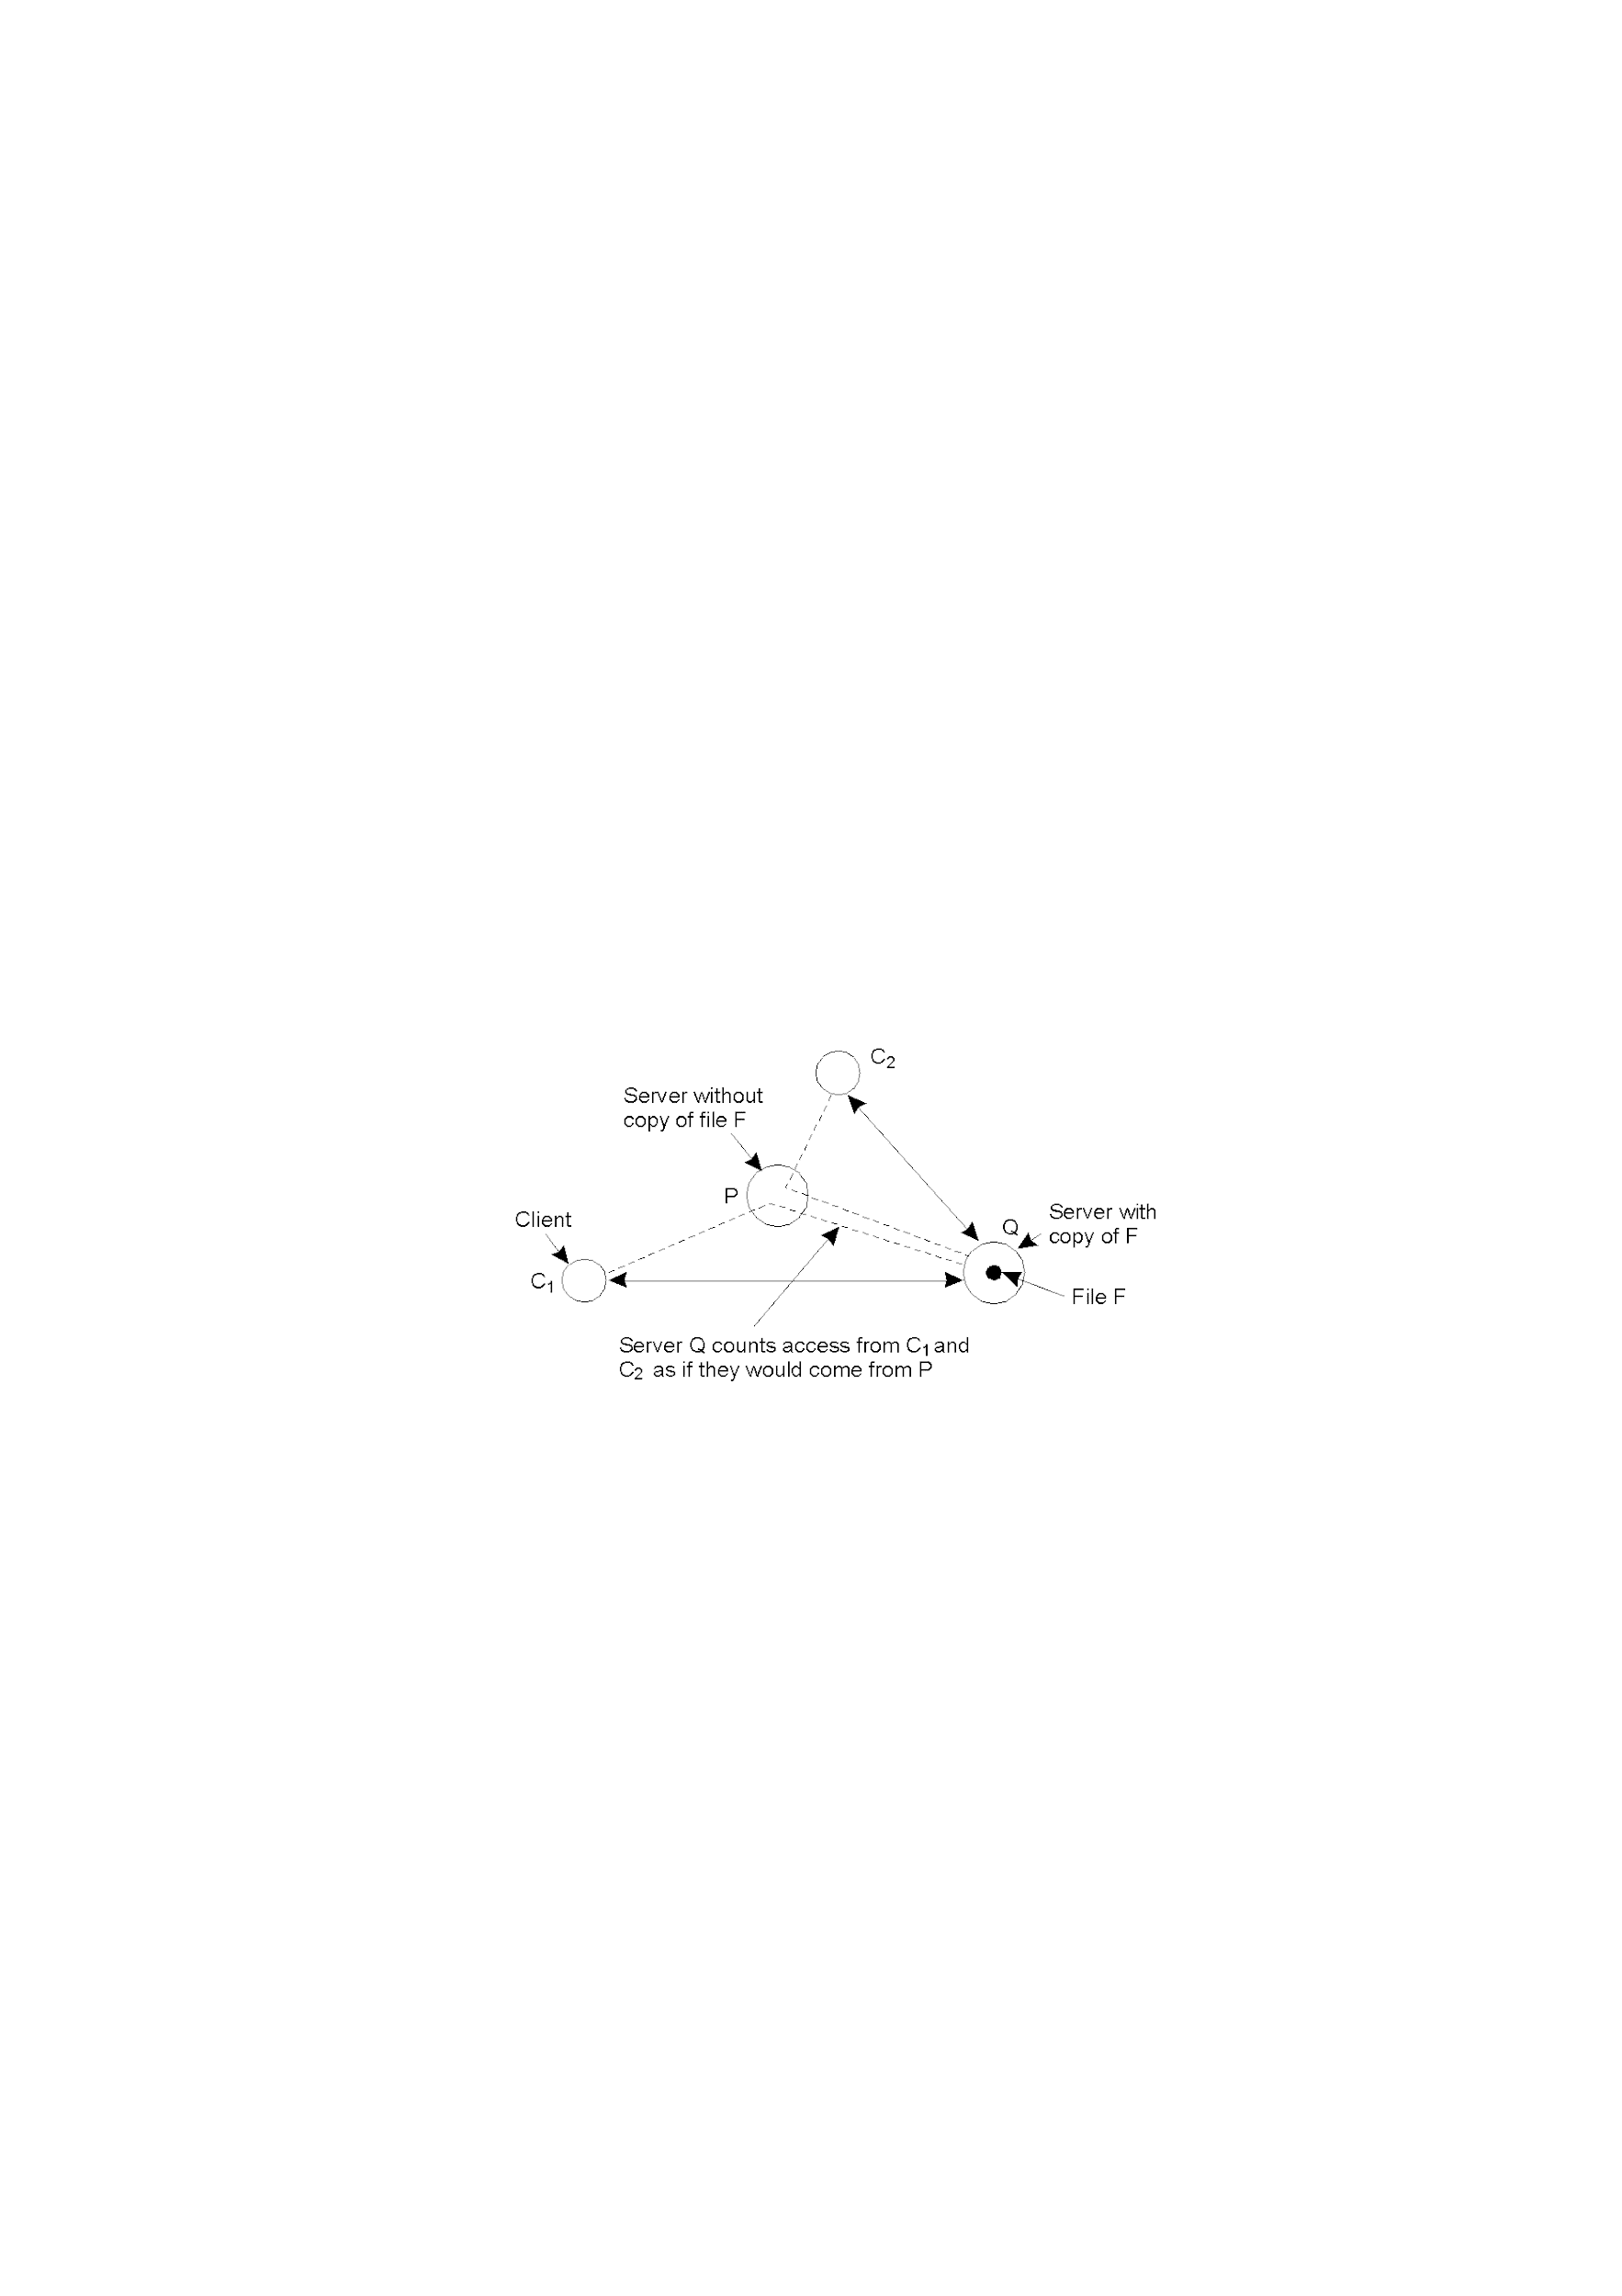 C2
Server without
copy of file F
P
Client
C1
Q
Server with
copy of F
File F
Server Q counts access from C1 and
C2 as if they would come from P